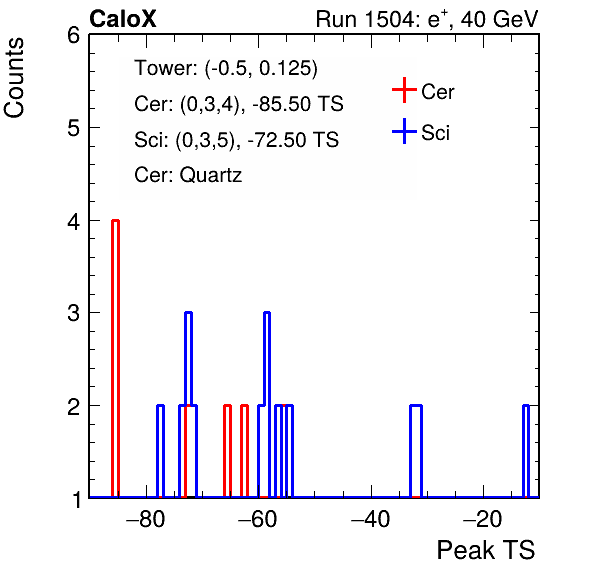 CaloX Run 1504: e⁺, 40 GeV
Counts
6
5
4
3
2
1
Tower: (-0.5, 0.125)
Cer: (0,3,4), -85.50 TS
Sci: (0,3,5), -72.50 TS
Cer: Quartz
Cer
Sci
−80 −60 −40 −20
Peak TS